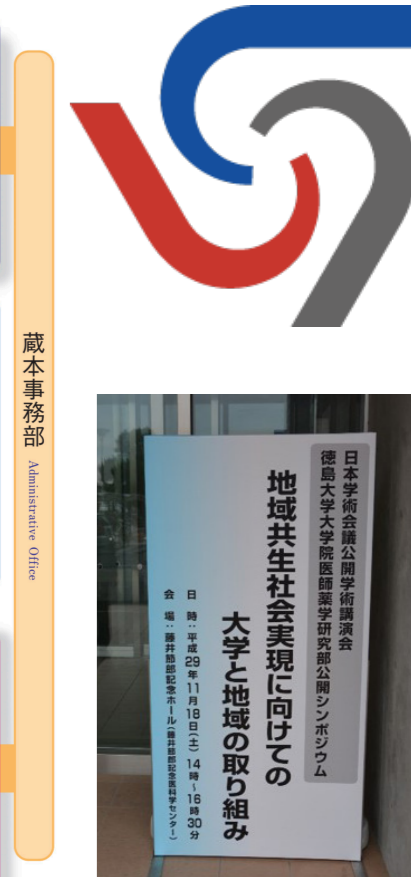 蔵本事務部 Administrative Office
日本学術会議公開学術講演会
徳島大学大学院医歯薬学研究部公開シンポジウム
地域共生社会実現に向けての
大学と地域の取り組み
日 時：平成29年11月18日（土）14時～16時30分
会 場：藤井節郎記念ホール（藤井節郎記念医科学センター）